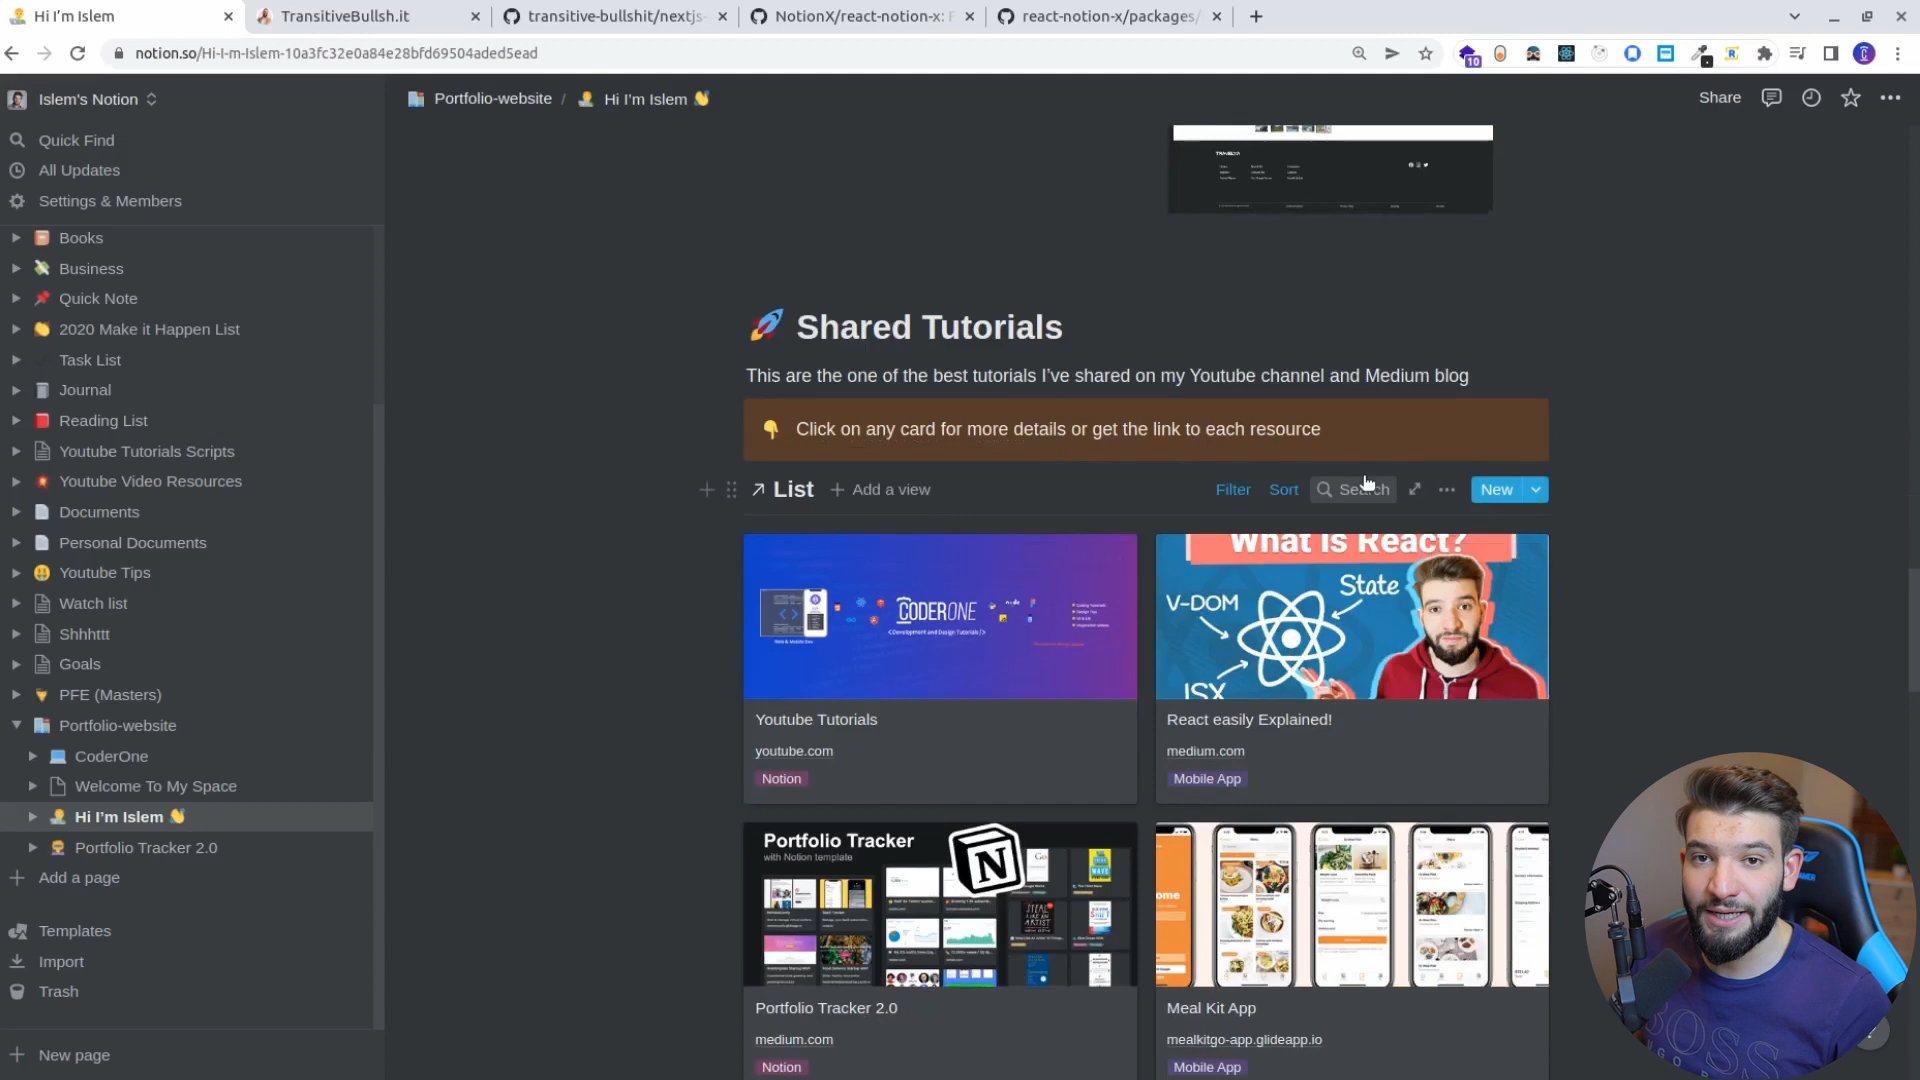 Hi I'm Islem
TransitiveBullsh.it
transitive-bullshit/nextjs-
NotionX/react-notion-x: F
react-notion-x/packages/
notion.so/Hi-I-m-Islem-10a3fc32e0a84e28bfd69504aded5ead
10
Islem's Notion
Portfolio-website / Hi I'm Islem
Share
Quick Find
All Updates
Settings & Members
Books
Business
Quick Note
2020 Make it Happen List
Task List
Journal
Reading List
Youtube Tutorials Scripts
Youtube Video Resources
Documents
Personal Documents
Youtube Tips
Watch list
Shhhttt
Goals
PFE (Masters)
Portfolio-website
CoderOne
Welcome To My Space
Hi I'm Islem
Portfolio Tracker 2.0
Add a page
Templates
Import
Trash
New page
Shared Tutorials
This are the one of the best tutorials I've shared on my Youtube channel and Medium blog
Click on any card for more details or get the link to each resource
List
Add a view
Filter
Sort
Search
New
CODERONE
<Development and Design Tutorials/>
Youtube Tutorials
youtube.com
Notion
What is React?
State
V-DOM
JSX
React easily Explained!
medium.com
Mobile App
Portfolio Tracker
with Notion template
N
Portfolio Tracker 2.0
medium.com
Notion
Meal Kit App
mealkitgo-app.glideapp.io
Mobile App
BOSS